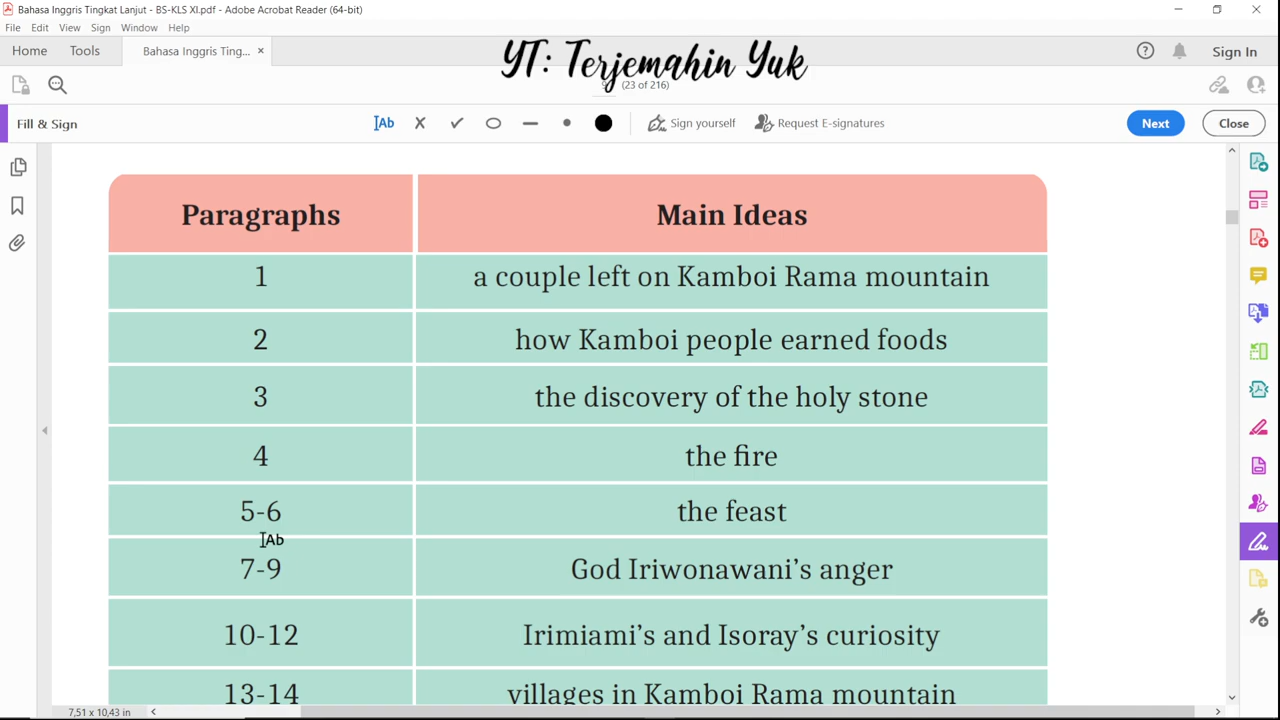 Bahasa Inggris Tingkat Lanjut - BS-KLS XI.pdf - Adobe Acrobat Reader (64-bit)
File Edit View Sign Window Help
Home Tools Bahasa Inggris Ting... × Sign In
YT: Terjemahin Yuk
(23 of 216)
Fill & Sign Ab Sign yourself Request E-signatures Next Close
Paragraphs Main Ideas
1 a couple left on Kamboi Rama mountain
2 how Kamboi people earned foods
3 the discovery of the holy stone
4 the fire
5-6 the feast
Ab
7-9 God Iriwonawani's anger
10-12 Irimiami's and Isoray's curiosity
13-14 villages in Kamboi Rama mountain
7,51 x 10,43 in